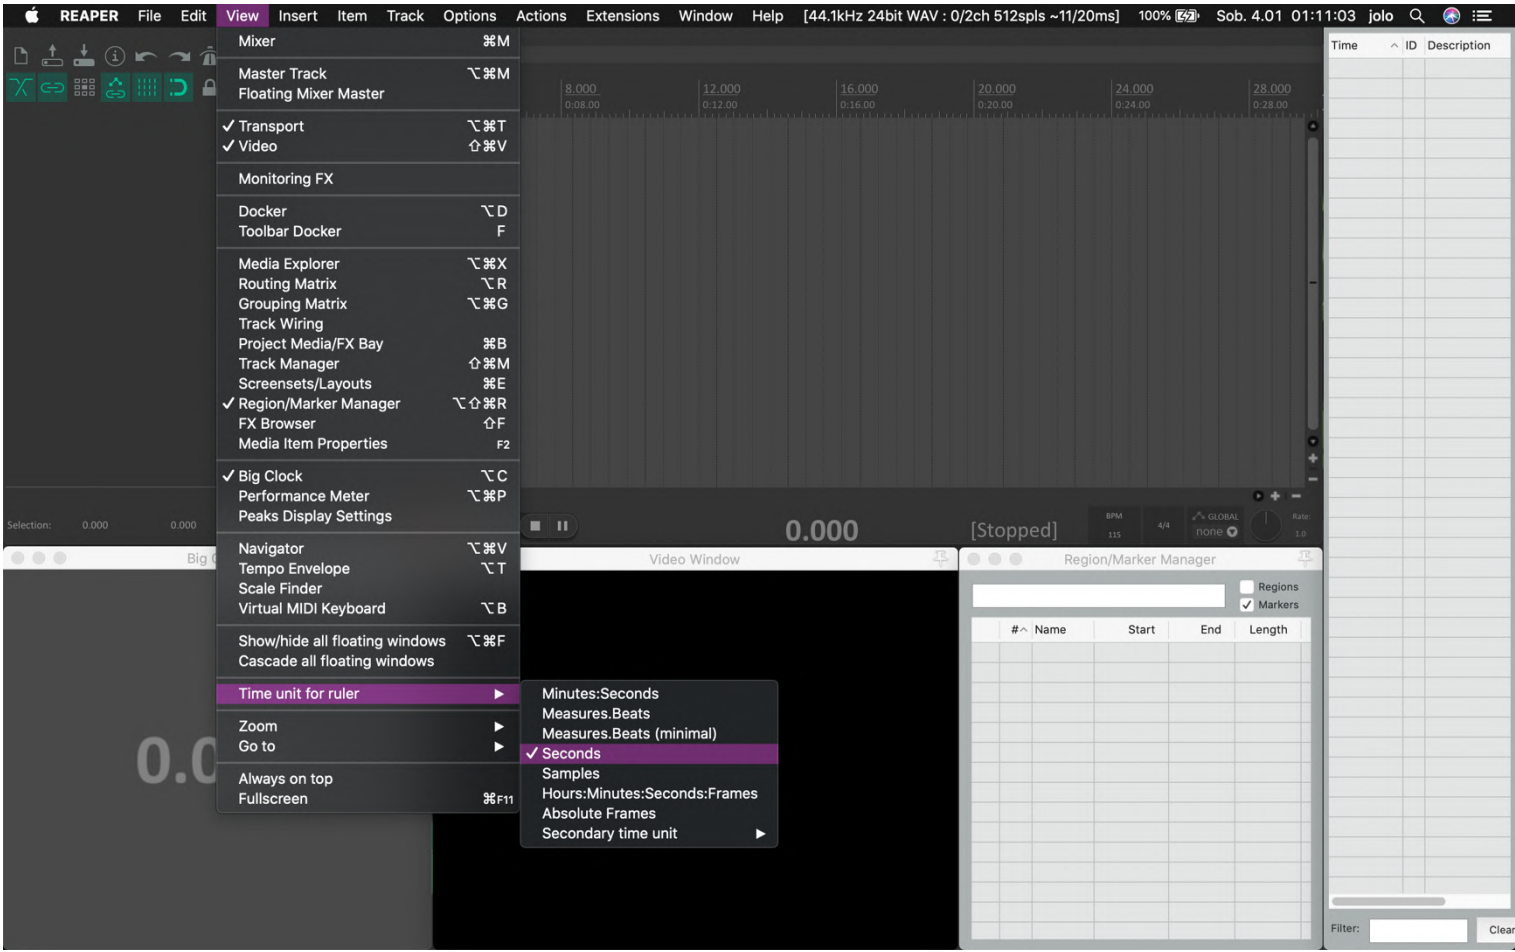 REAPER File Edit View Insert Item Track Options Actions Extensions Window Help [44.1kHz 24bit WAV : 0/2ch 512spls ~11/20ms] 100% Sob. 4.01 01:11:03 jolo
Mixer ⌘M
Master Track ⌥⌘M
Floating Mixer Master
✓ Transport ⌥⌘T
✓ Video ⇧⌘V
Monitoring FX
Docker ⌥D
Toolbar Docker F
Media Explorer ⌥⌘X
Routing Matrix ⌥R
Grouping Matrix ⌥⌘G
Track Wiring
Project Media/FX Bay ⌘B
Track Manager ⇧⌘M
Screensets/Layouts ⌘E
✓ Region/Marker Manager ⌥⇧⌘R
FX Browser ⇧F
Media Item Properties F2
✓ Big Clock ⌥C
Performance Meter ⌥⌘P
Peaks Display Settings
Navigator ⌥⌘V
Tempo Envelope ⌥T
Scale Finder
Virtual MIDI Keyboard ⌥B
Show/hide all floating windows ⌥⌘F
Cascade all floating windows
Time unit for ruler ▶
Zoom ▶
Go to ▶
Always on top
Fullscreen ⌘F11
Minutes:Seconds
Measures.Beats
Measures.Beats (minimal)
✓ Seconds
Samples
Hours:Minutes:Seconds:Frames
Absolute Frames
Secondary time unit ▶
8.000 12.000 16.000 20.000 24.000 28.000
0:08.00 0:12.00 0:16.00 0:20.00 0:24.00 0:28.00
Selection: 0.000 0.000
0.000 [Stopped]
BPM
115
4/4
GLOBAL
none
Rate:
1.0
Big
0.0
Video Window
Region/Marker Manager
Regions
✓ Markers
# Name Start End Length
Time ID Description
Filter: Clear